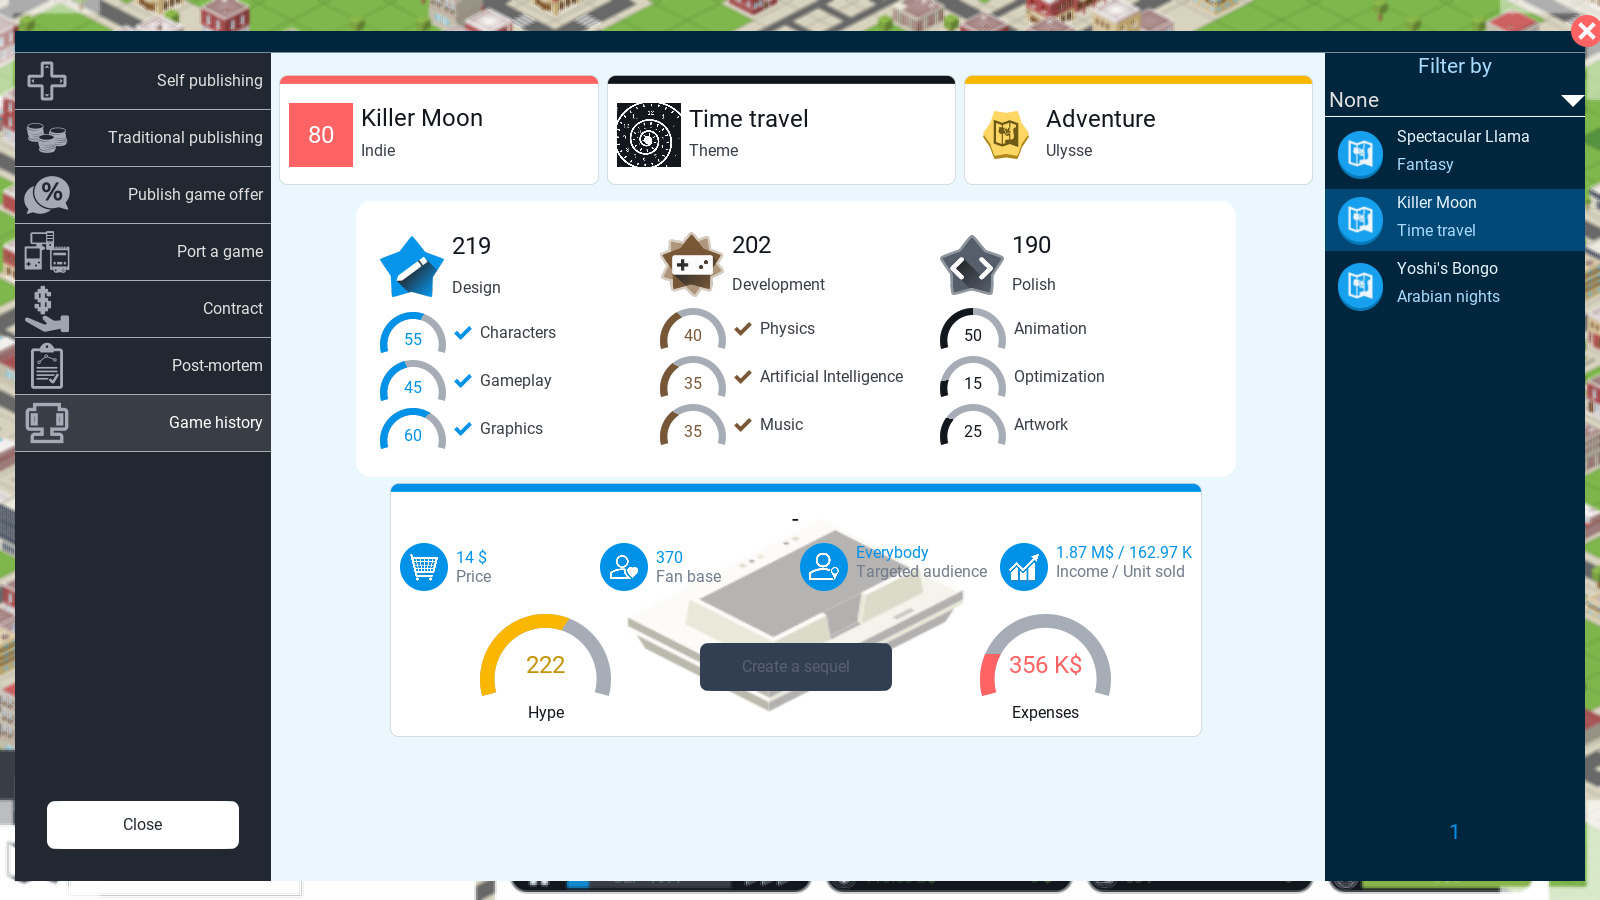 Self publishing
Traditional publishing
Publish game offer
Port a game
Contract
Post-mortem
Game history
Close
80
Killer Moon
Indie
Time travel
Theme
Adventure
Ulysse
219
Design
55
Characters
45
Gameplay
60
Graphics
202
Development
40
Physics
35
Artificial Intelligence
35
Music
190
Polish
50
Animation
15
Optimization
25
Artwork
-
14 $
Price
370
Fan base
Everybody
Targeted audience
1.87 M$ / 162.97 K
Income / Unit sold
222
Hype
Create a sequel
356 K$
Expenses
Filter by
None
Spectacular Llama
Fantasy
Killer Moon
Time travel
Yoshi's Bongo
Arabian nights
1